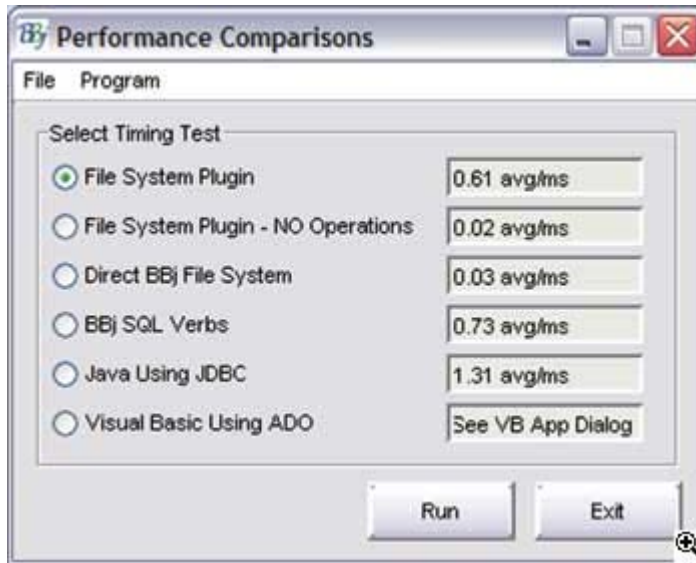 BBj Performance Comparisons
File Program
Select Timing Test
File System Plugin 0.61 avg/ms
File System Plugin - NO Operations 0.02 avg/ms
Direct BBj File System 0.03 avg/ms
BBj SQL Verbs 0.73 avg/ms
Java Using JDBC 1.31 avg/ms
Visual Basic Using ADO See VB App Dialog
Run Exit